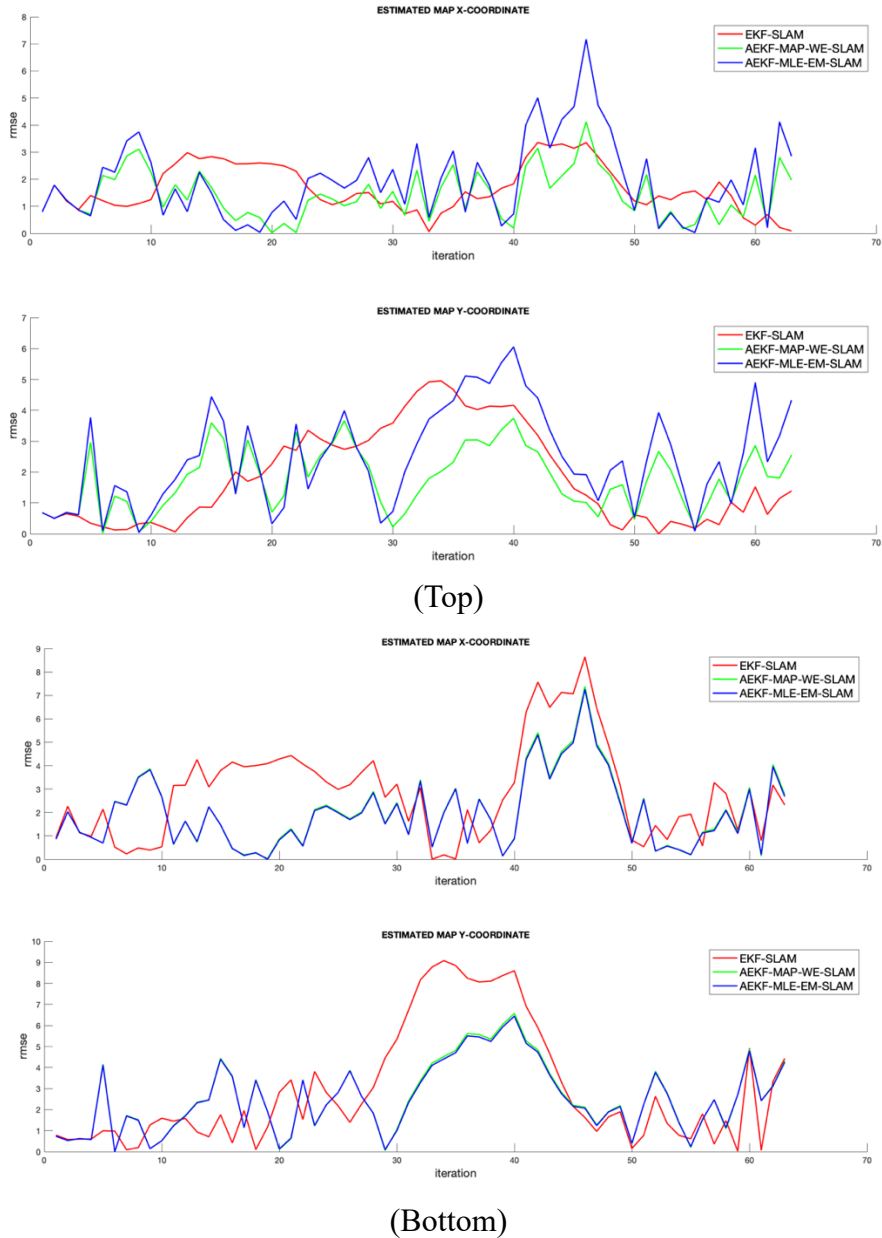 ESTIMATED MAP X-COORDINATE
8
7
6
5
4
3
2
1
0
rmse
EKF-SLAM
AEKF-MAP-WE-SLAM
AEKF-MLE-EM-SLAM
0 10 20 30 40 50 60 70
iteration
ESTIMATED MAP Y-COORDINATE
7
6
5
4
3
2
1
0
rmse
EKF-SLAM
AEKF-MAP-WE-SLAM
AEKF-MLE-EM-SLAM
0 10 20 30 40 50 60 70
iteration
(Top)
ESTIMATED MAP X-COORDINATE
9
8
7
6
5
4
3
2
1
0
rmse
EKF-SLAM
AEKF-MAP-WE-SLAM
AEKF-MLE-EM-SLAM
0 10 20 30 40 50 60 70
iteration
ESTIMATED MAP Y-COORDINATE
10
9
8
7
6
5
4
3
2
1
0
rmse
EKF-SLAM
AEKF-MAP-WE-SLAM
AEKF-MLE-EM-SLAM
0 10 20 30 40 50 60 70
iteration
(Bottom)